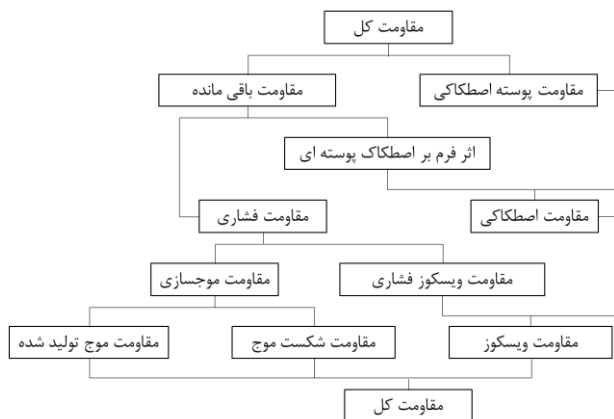 مقاومت کل
مقاومت پوسته اصطکاکی
مقاومت باقی مانده
اثر فرم بر اصطکاک پوسته ای
مقاومت اصطکاکی
مقاومت فشاری
مقاومت ویسکوز فشاری
مقاومت موجسازی
مقاومت ویسکوز
مقاومت شکست موج
مقاومت موج تولید شده
مقاومت کل